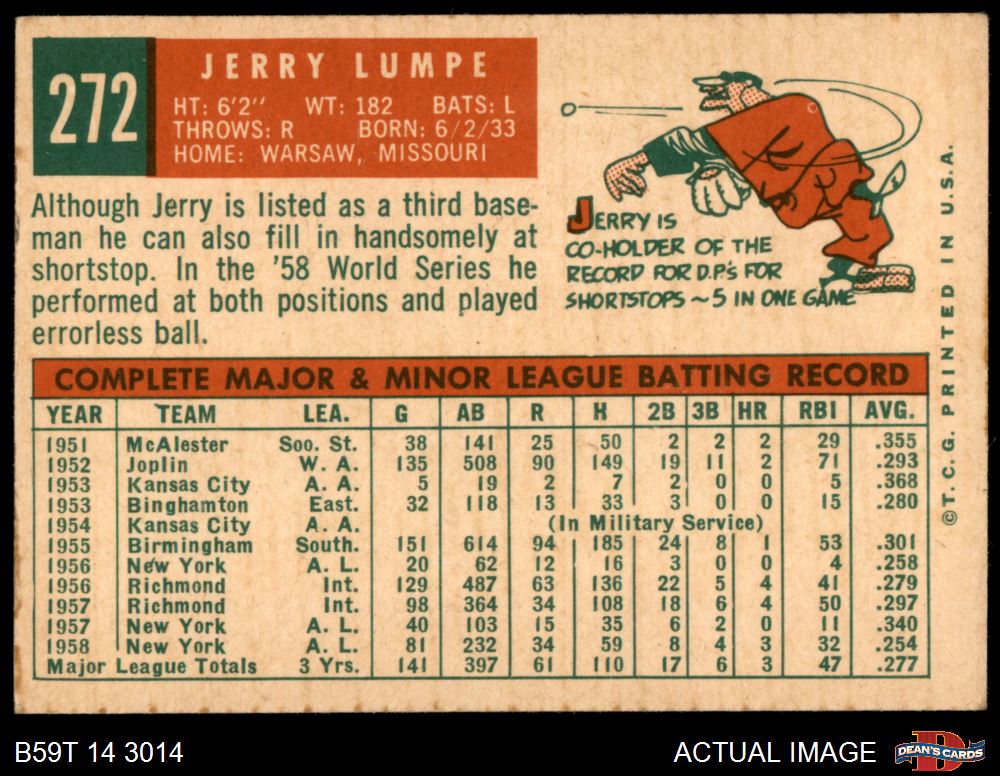 272
JERRY LUMPE
HT: 6'2" WT: 182 BATS: L
THROWS: R BORN: 6/2/33
HOME: WARSAW, MISSOURI
Although Jerry is listed as a third base-
man he can also fill in handsomely at
shortstop. In the '58 World Series he
performed at both positions and played
errorless ball.
JERRY IS
CO-HOLDER OF THE
RECORD FOR D.P.'s FOR
SHORTSTOPS ~ 5 IN ONE GAME
COMPLETE MAJOR & MINOR LEAGUE BATTING RECORD
YEAR TEAM LEA. G AB R H 2B 3B HR RBI AVG.
1951 McAlester Soo. St. 38 141 25 50 2 2 2 29 .355
1952 Joplin W. A. 135 508 90 149 19 11 2 71 .293
1953 Kansas City A. A. 5 19 2 7 2 0 0 5 .368
1953 Binghamton East. 32 118 13 33 3 0 0 15 .280
1954 Kansas City A. A. (In Military Service)
1955 Birmingham South. 151 614 94 185 24 8 1 53 .301
1956 New York A. L. 20 62 12 16 3 0 0 4 .258
1956 Richmond Int. 129 487 63 136 22 5 4 41 .279
1957 Richmond Int. 98 364 34 108 18 6 4 50 .297
1957 New York A. L. 40 103 15 35 6 2 0 11 .340
1958 New York A. L. 81 232 34 59 8 4 3 32 .254
Major League Totals 3 Yrs. 141 397 61 110 17 6 3 47 .277
©T. C. G. PRINTED IN U.S.A.
B59T 14 3014
ACTUAL IMAGE
D
DEAN'S CARDS